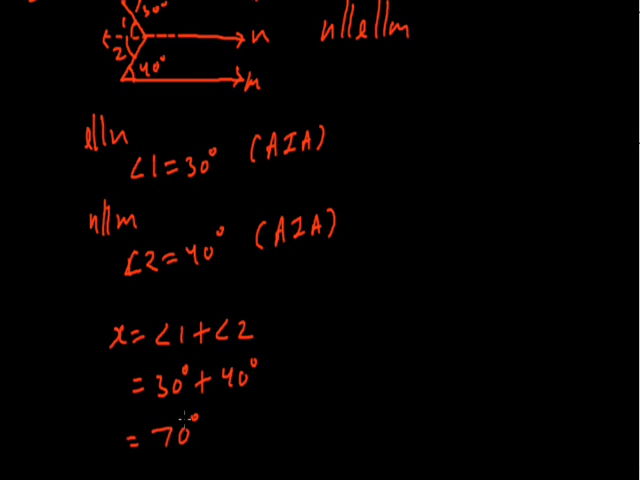 30°
1
n n||ℓ||m
2
40°
m
ℓ||n
∠1=30° (AIA)
n||m
∠2=40° (AIA)
x=∠1+∠2
=30°+40°
=70°